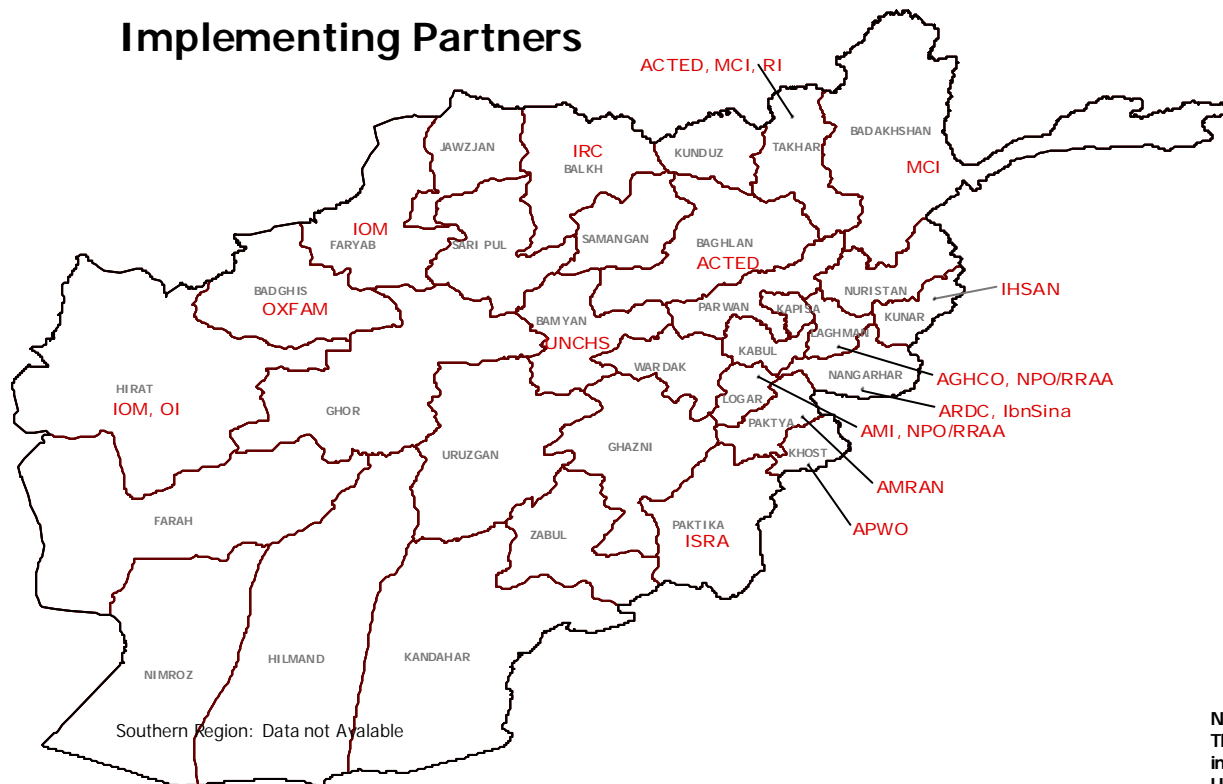 Implementing Partners
ACTED, MCI, RI
BADAKHSHAN
MCI
JAWZJAN
IRC
BALKH
KUNDUZ
TAKHAR
IOM
FARYAB
SARI PUL
SAMANGAN
BAGHLAN
ACTED
BADGHIS
OXFAM
NURISTAN
IHSAN
BAMYAN
UNCHS
PARWAN
KAPISA
KUNAR
LAGHMAN
KABUL
WARDAK
NANGARHAR
AGHCO, NPO/RRAA
HIRAT
IOM, OI
GHOR
LOGAR
ARDC, IbnSina
PAKTYA
AMI, NPO/RRAA
URUZGAN
GHAZNI
KHOST
AMRAN
FARAH
ZABUL
PAKTIKA
ISRA
APWO
NIMROZ
HILMAND
KANDAHAR
Southern Region: Data not Avalable